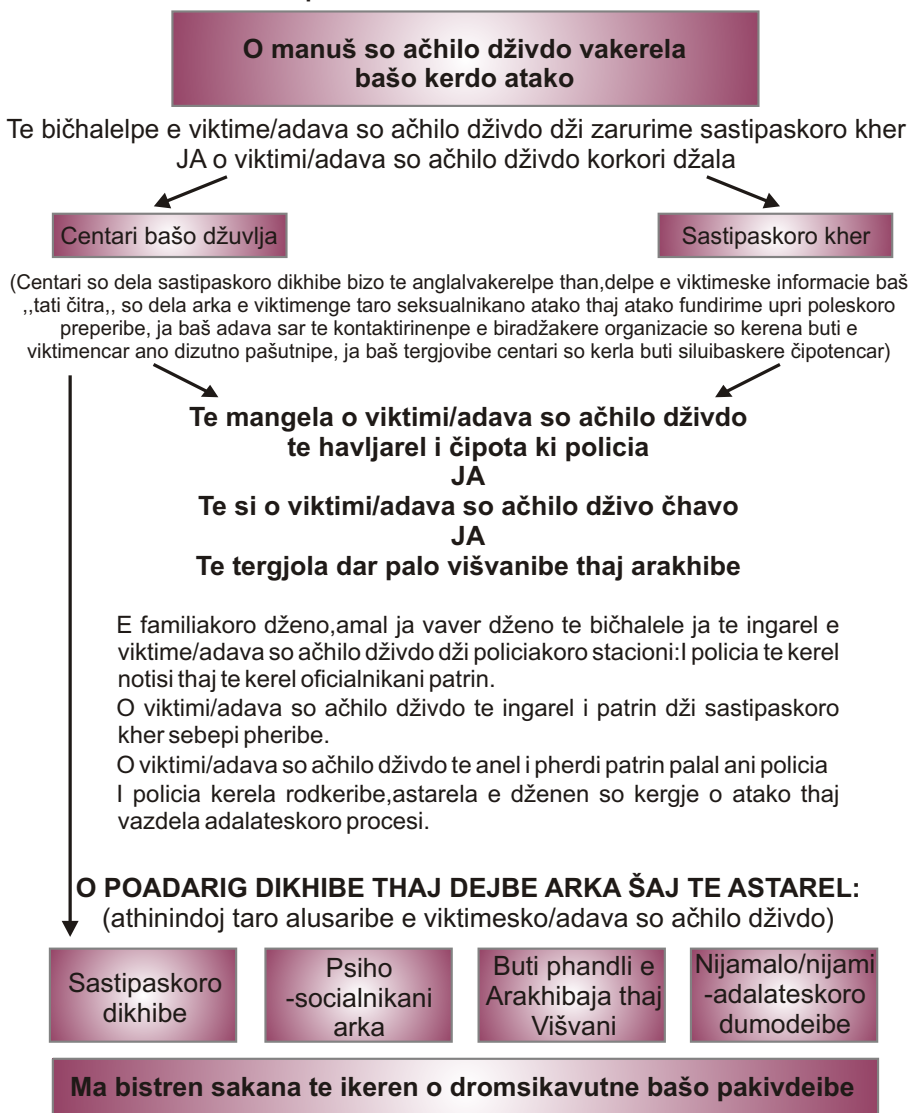 O manuš so ačhilo dživdo vakerela
bašo kerdo atako
Te bičhalelpe e viktime/adava so ačhilo dživdo dži zarurime sastipaskoro kher
JA o viktimi/adava so ačhilo dživdo korkori džala
Centari bašo džuvlja
Sastipaskoro kher
(Centari so dela sastipaskoro dikhibe bizo te anglalvakerelpe than,delpe e viktimeske informacie baš
,,tati čitra,, so dela arka e viktimenge taro seksualnikano atako thaj atako fundirime upri poleskoro
preperibe, ja baš adava sar te kontaktirinenpe e biradžakere organizacie so kerena buti e
viktimencar ano dizutno pašutnipe, ja baš tergjovibe centari so kerla buti siluibaskere čipotencar)
Te mangela o viktimi/adava so ačhilo dživdo
te havljarel i čipota ki policia
JA
Te si o viktimi/adava so ačhilo dživo čhavo
JA
Te tergjola dar palo višvanibe thaj arakhibe
E familiakoro dženo,amal ja vaver dženo te bičhalele ja te ingarel e
viktime/adava so ačhilo dživdo dži policiakoro stacioni:I policia te kerel
notisi thaj te kerel oficialnikani patrin.
O viktimi/adava so ačhilo dživdo te ingarel i patrin dži sastipaskoro
kher sebepi pheribe.
O viktimi/adava so ačhilo dživdo te anel i pherdi patrin palal ani policia
I policia kerela rodkeribe,astarela e dženen so kergje o atako thaj
vazdela adalateskoro procesi.
O POADARIG DIKHIBE THAJ DEJBE ARKA ŠAJ TE ASTAREL:
(athinindoj taro alusaribe e viktimesko/adava so ačhilo dživdo)
Sastipaskoro
dikhibe
Psiho
-socialnikani
arka
Buti phandli e
Arakhibaja thaj
Višvani
Nijamalo/nijami
-adalateskoro
dumodeibe
Ma bistren sakana te ikeren o dromsikavutne bašo pakivdeibe